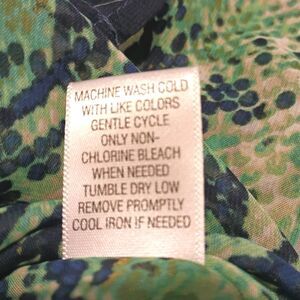 MACHINE WASH COLD
WITH LIKE COLORS
GENTLE CYCLE
ONLY NON-
CHLORINE BLEACH
WHEN NEEDED
TUMBLE DRY LOW
REMOVE PROMPTLY
COOL IRON IF NEEDED